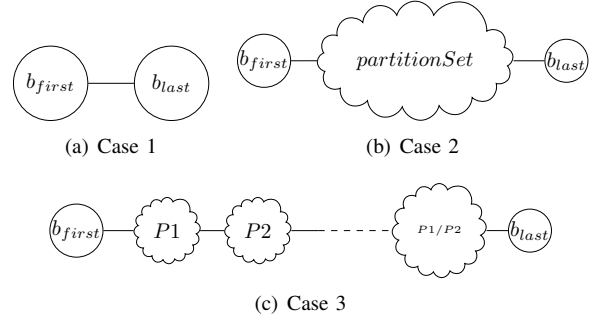 b_first b_last
b_first partitionSet b_last
(a) Case 1
(b) Case 2
b_first P1 P2 P1/P2 b_last
(c) Case 3